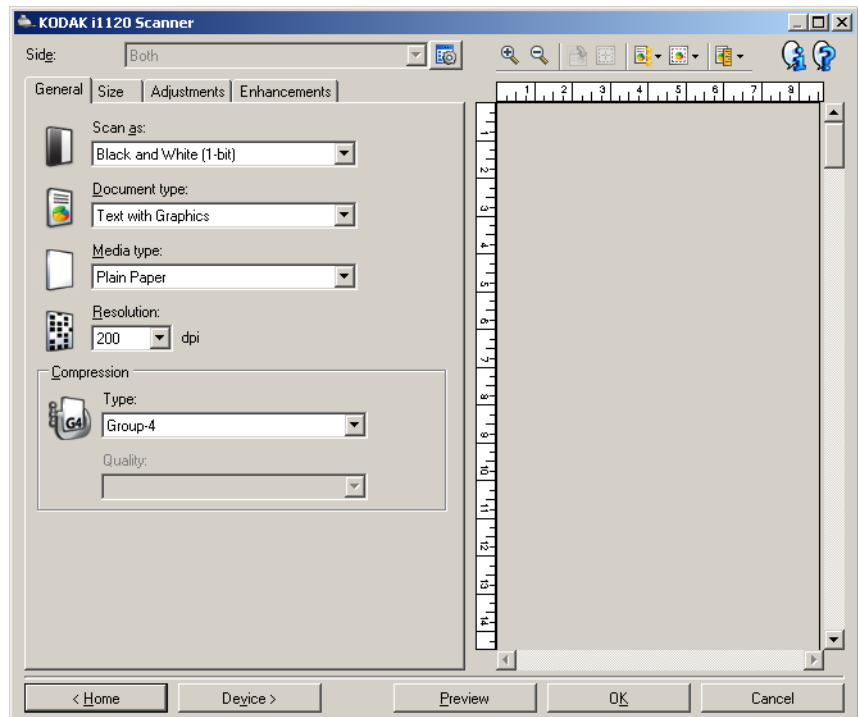 KODAK i1120 Scanner
Side: Both
General Size Adjustments Enhancements
Scan as:
Black and White (1-bit)
Document type:
Text with Graphics
Media type:
Plain Paper
Resolution:
200 dpi
Compression
Type:
G4 Group-4
Quality:
1 2 3 4 5 6 7 8
1
2
3
4
5
6
7
8
9
10
11
12
13
14
< Home Device > Preview OK Cancel